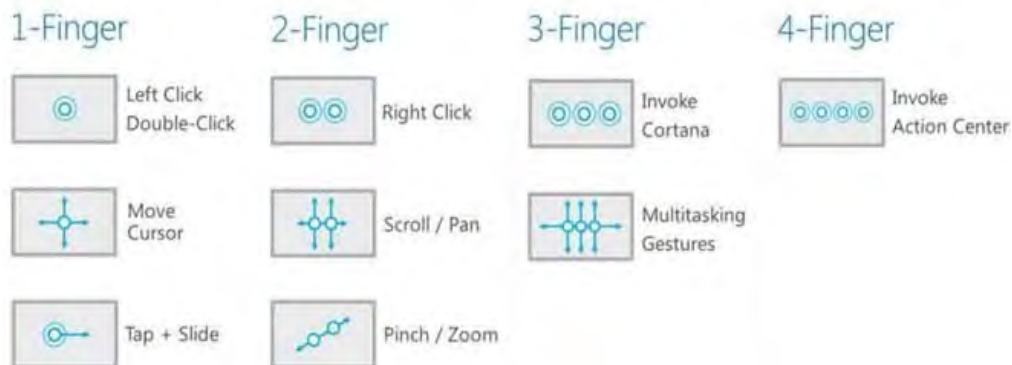 1-Finger
2-Finger
3-Finger
4-Finger
Left Click
Double-Click
Right Click
Invoke
Cortana
Invoke
Action Center
Move
Cursor
Scroll / Pan
Multitasking
Gestures
Tap + Slide
Pinch / Zoom